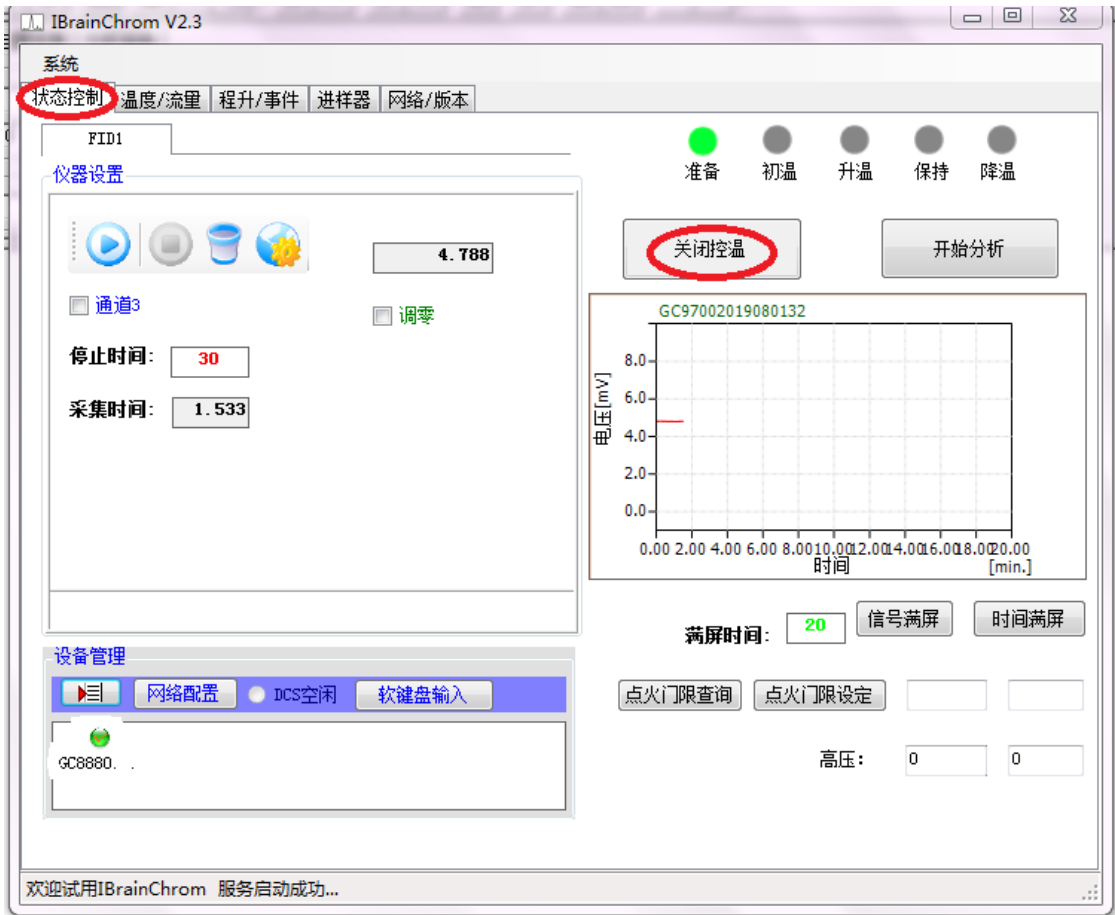 IBrainChrom V2.3
系统
状态控制 温度/流量 程升/事件 进样器 网络/版本
FID1
准备 初温 升温 保持 降温
仪器设置
4.788
关闭控温 开始分析
通道3
调零
停止时间: 30
采集时间: 1.533
GC97002019080132
8.0
6.0
4.0
2.0
0.0
电压[mV]
0.00 2.00 4.00 6.00 8.00 10.00 12.00 14.00 16.00 18.00 20.00
时间
[min.]
满屏时间: 20 信号满屏 时间满屏
设备管理
网络配置 DCS空闲 软键盘输入
点火门限查询 点火门限设定
GC8880. .
高压: 0 0
欢迎试用IBrainChrom 服务启动成功...